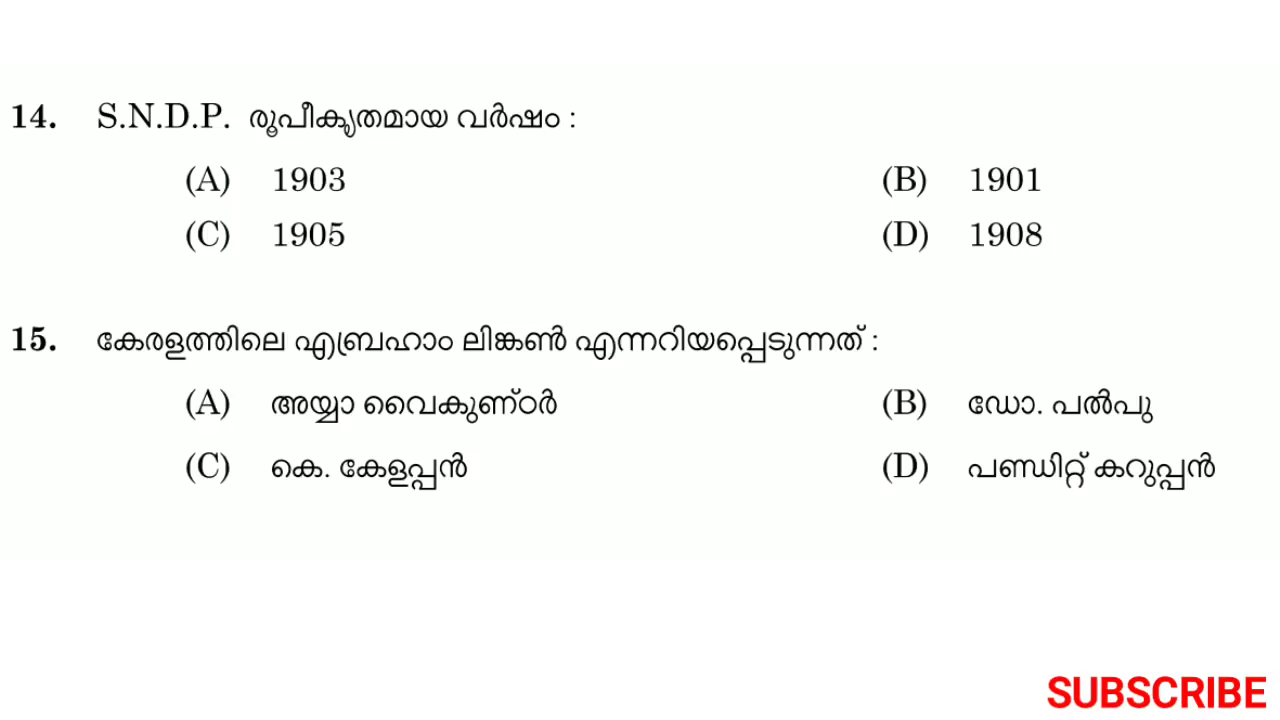 14. S.N.D.P. രൂപീകൃതമായ വർഷം :
(A) 1903 (B) 1901
(C) 1905 (D) 1908
15. കേരളത്തിലെ എബ്രഹാം ലിങ്കൺ എന്നറിയപ്പെടുന്നത് :
(A) അയ്യാ വൈകുണ്ഠർ (B) ഡോ. പൽപു
(C) കെ. കേളപ്പൻ (D) പണ്ഡിറ്റ് കറുപ്പൻ
SUBSCRIBE